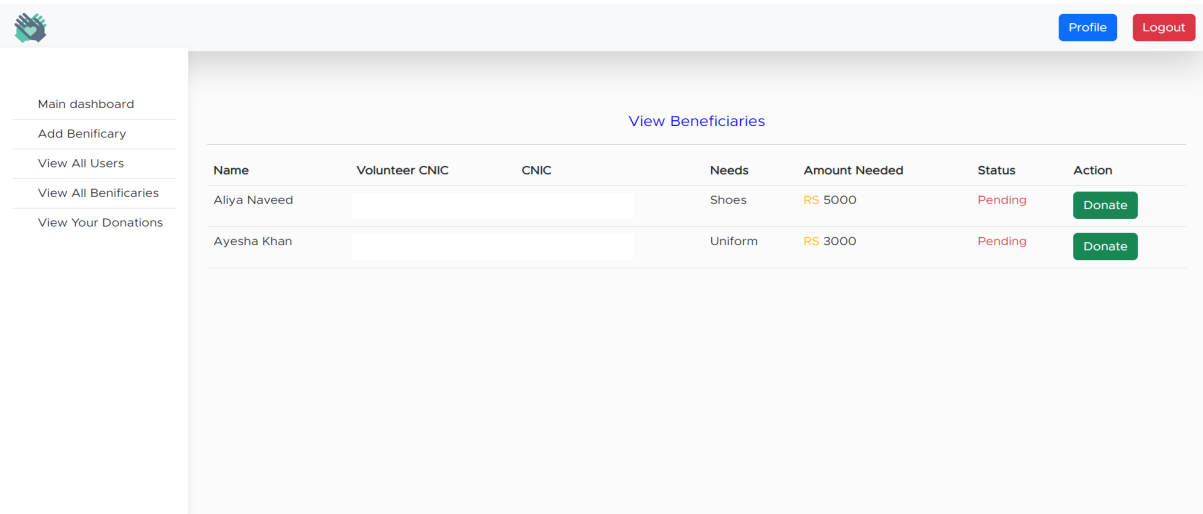 Profile Logout
Main dashboard
Add Benificary
View All Users
View All Benificaries
View Your Donations
View Beneficiaries
Name Volunteer CNIC CNIC Needs Amount Needed Status Action
Aliya Naveed Shoes RS 5000 Pending Donate
Ayesha Khan Uniform RS 3000 Pending Donate